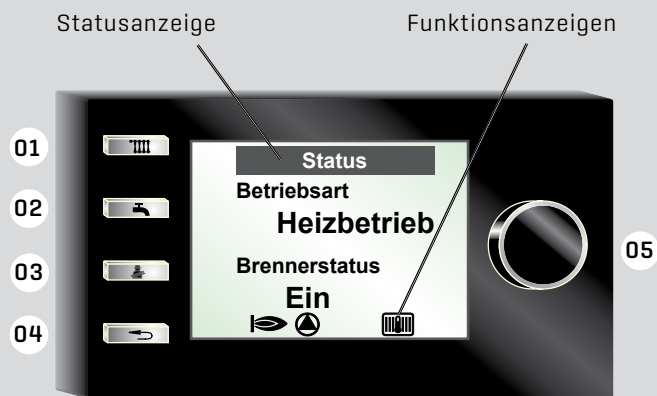 Statusanzeige
Funktionsanzeigen
01
02
03
04
05
Status
Betriebsart
Heizbetrieb
Brennerstatus
Ein